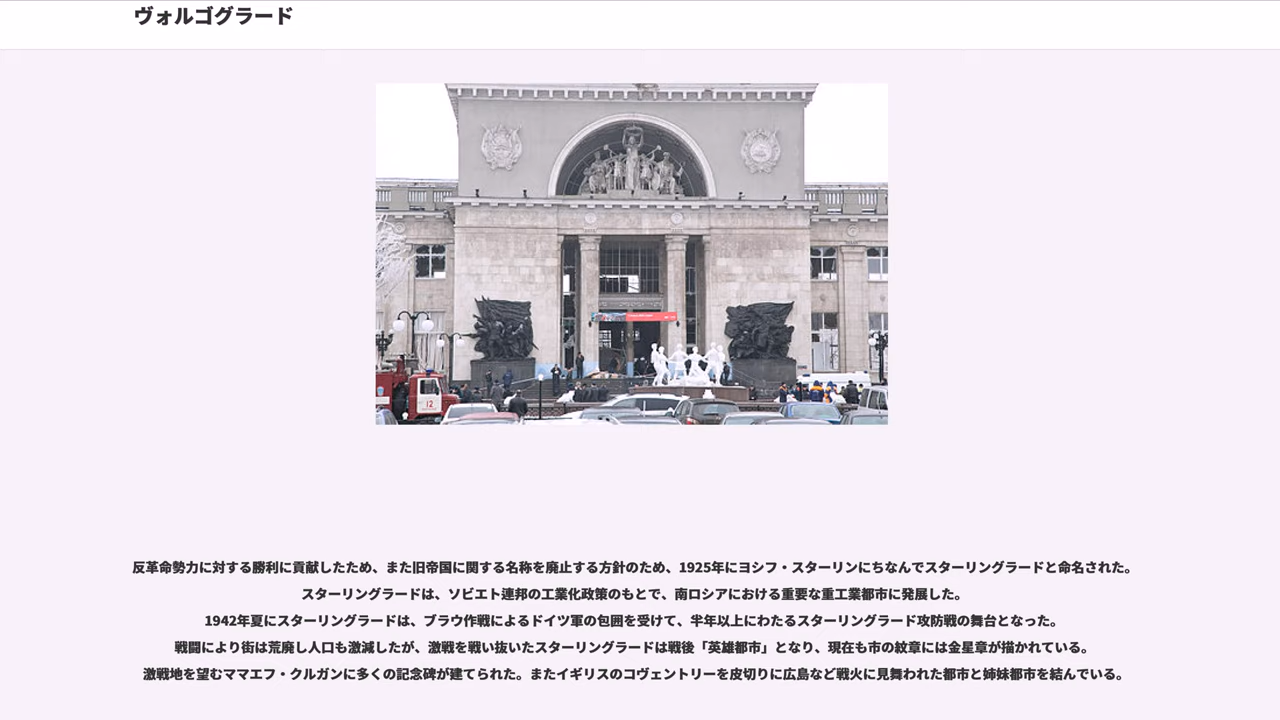 ヴォルゴグラード
12
反革命勢力に対する勝利に貢献したため、また旧帝国に関する名称を廃止する方針のため、1925年にヨシフ・スターリンにちなんでスターリングラードと命名された。
スターリングラードは、ソビエト連邦の工業化政策のもとで、南ロシアにおける重要な重工業都市に発展した。
1942年夏にスターリングラードは、ブラウ作戦によるドイツ軍の包囲を受けて、半年以上にわたるスターリングラード攻防戦の舞台となった。
戦闘により街は荒廃し人口も激減したが、激戦を戦い抜いたスターリングラードは戦後「英雄都市」となり、現在も市の紋章には金星章が描かれている。
激戦地を望むママエフ・クルガンに多くの記念碑が建てられた。またイギリスのコヴェントリーを皮切りに広島など戦火に見舞われた都市と姉妹都市を結んでいる。